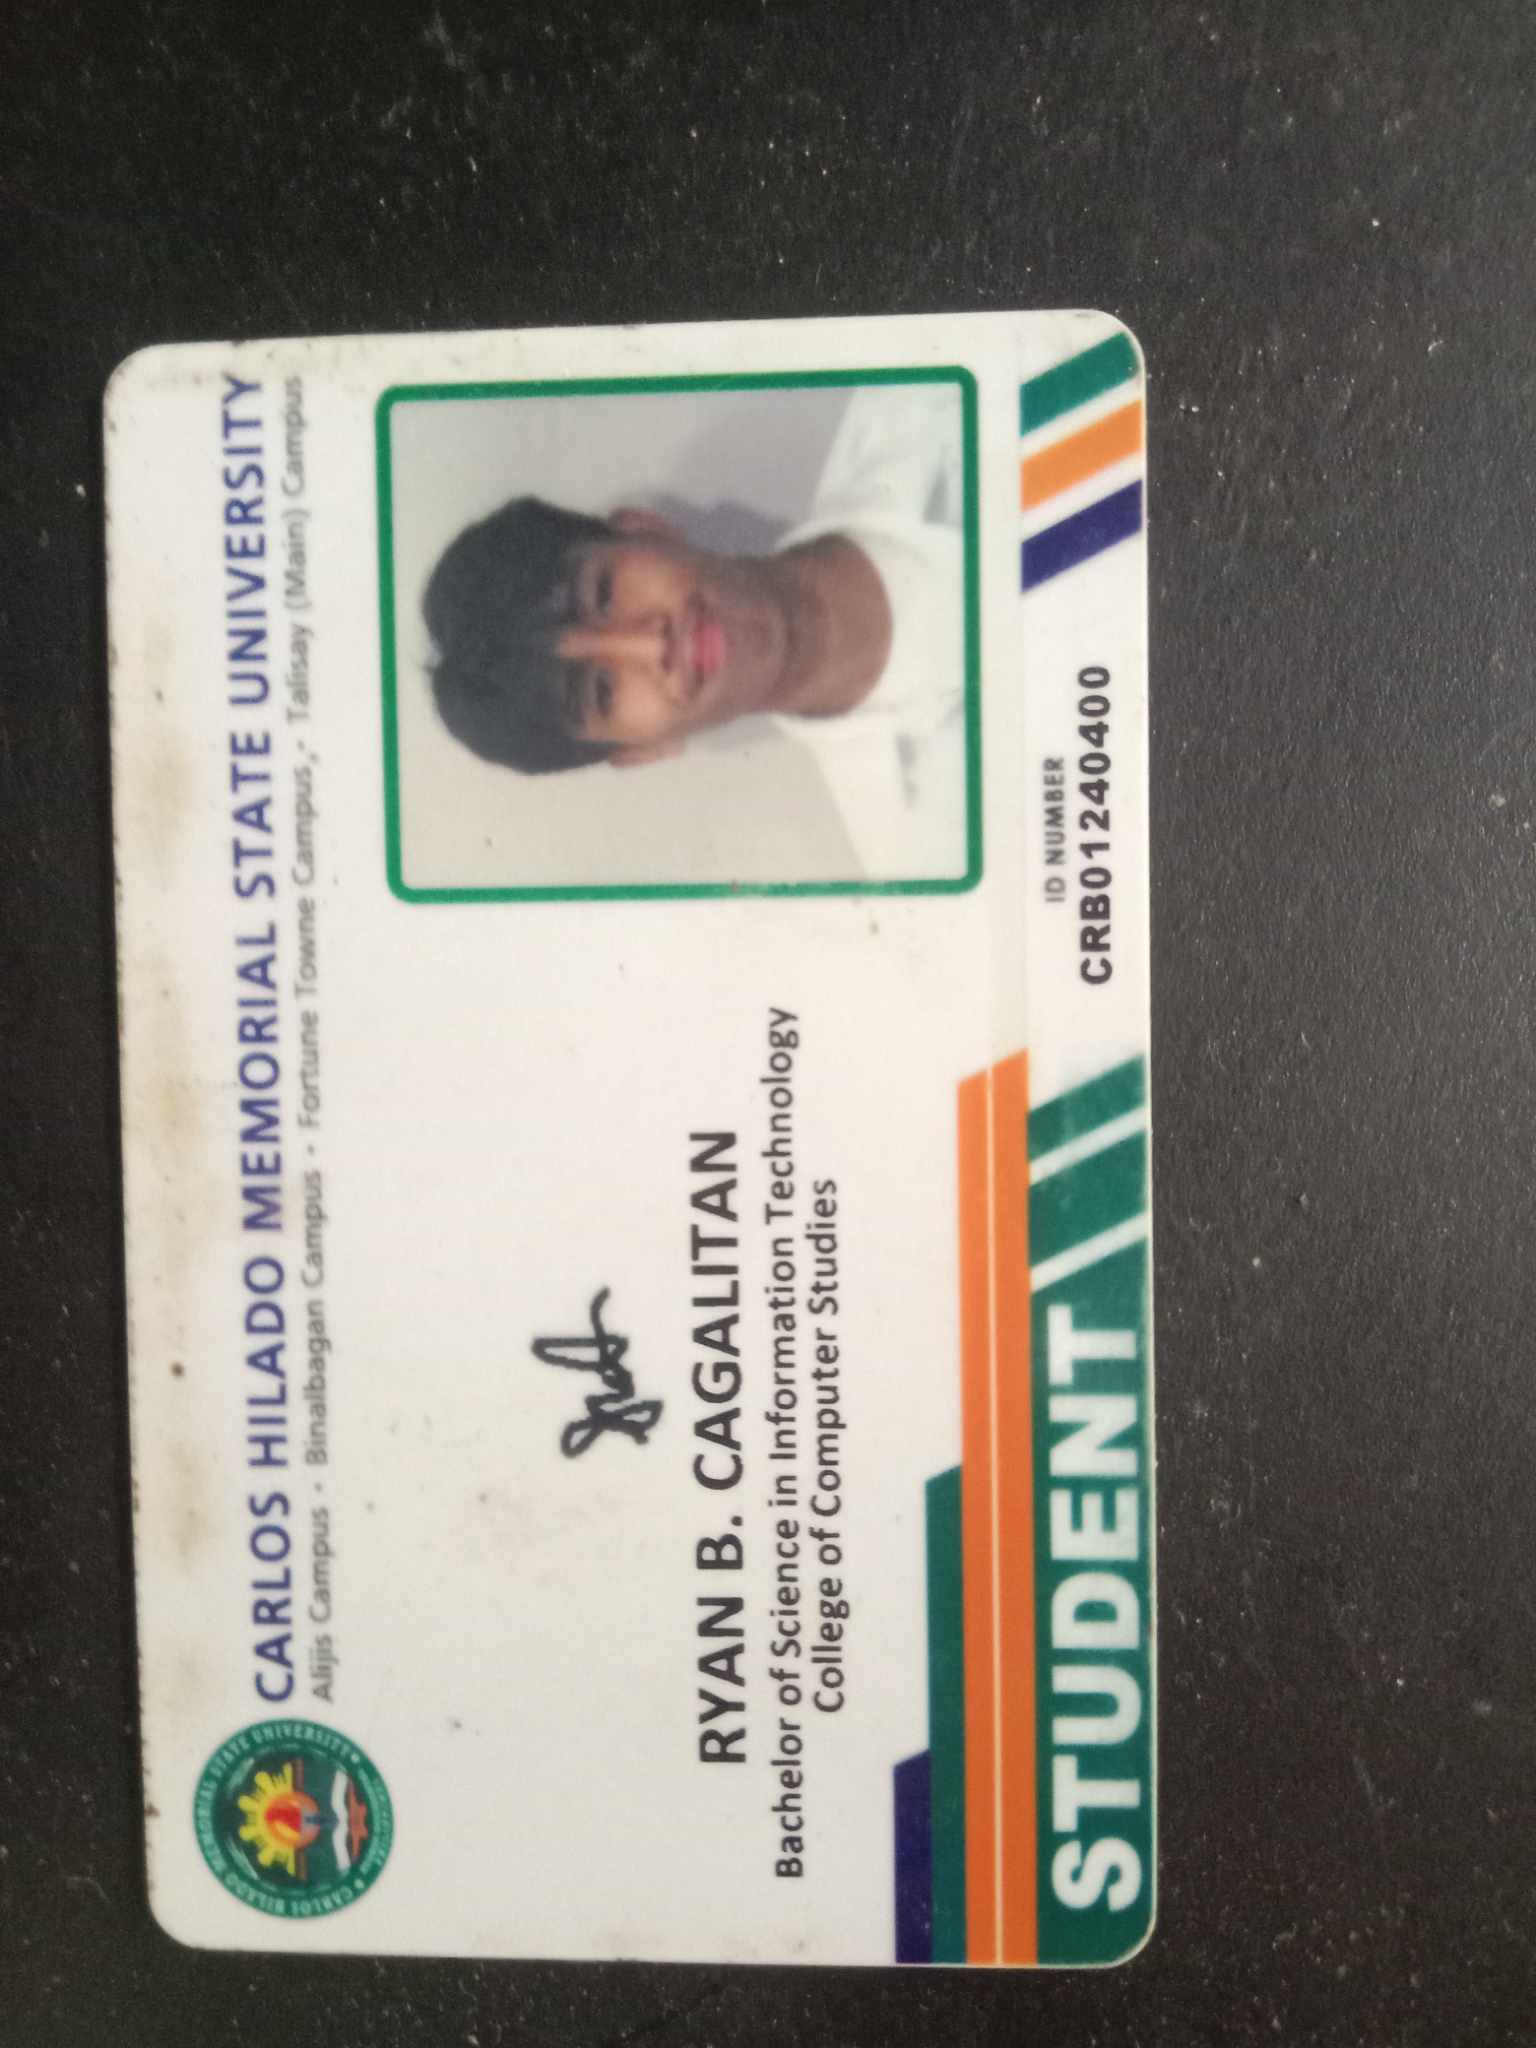 CARLOS HILADO MEMORIAL STATE UNIVERSITY
Alijis Campus • Binalbagan Campus • Fortune Towne Campus,• Talisay (Main) Campus
CARLOS HILADO MEMORIAL STATE UNIVERSITY
RYAN B. CAGALITAN
Bachelor of Science in Information Technology
College of Computer Studies
ID NUMBER
CRB01240400
STUDENT